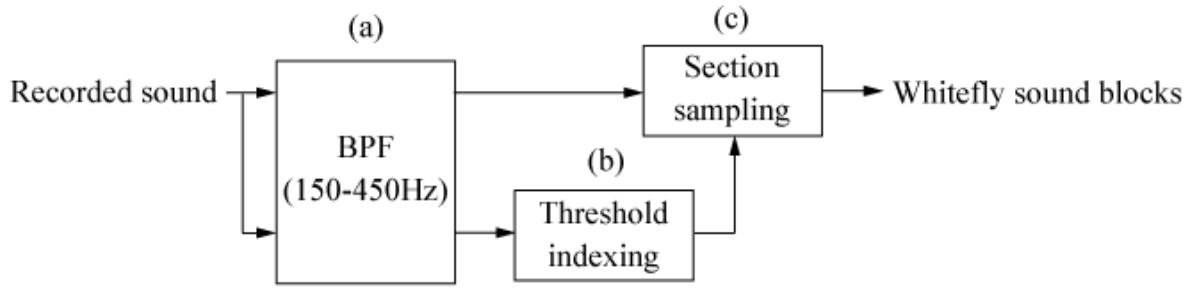 (a)
(c)
Recorded sound
BPF
(150-450Hz)
Section
sampling
Whitefly sound blocks
(b)
Threshold
indexing